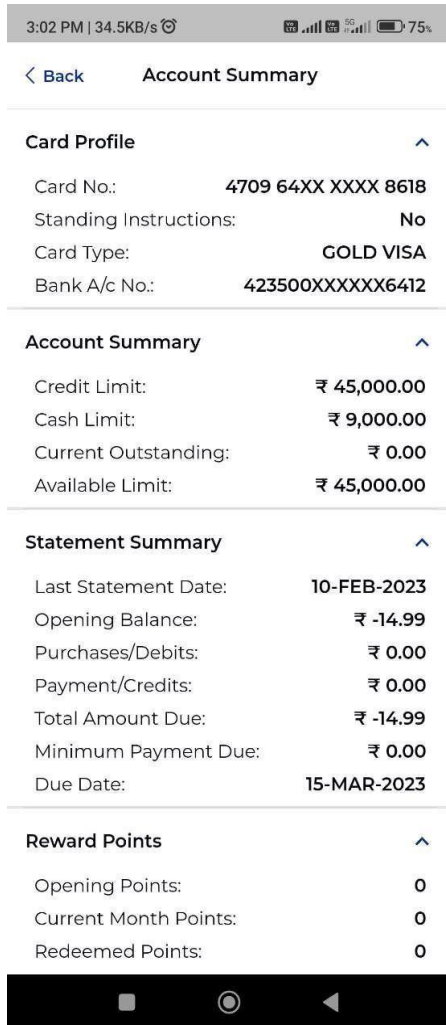 3:02 PM | 34.5KB/s 75%
Back Account Summary
Card Profile
Card No.: 4709 64XX XXXX 8618
Standing Instructions: No
Card Type: GOLD VISA
Bank A/c No.: 423500XXXXXX6412
Account Summary
Credit Limit: ₹ 45,000.00
Cash Limit: ₹ 9,000.00
Current Outstanding: ₹ 0.00
Available Limit: ₹ 45,000.00
Statement Summary
Last Statement Date: 10-FEB-2023
Opening Balance: ₹ -14.99
Purchases/Debits: ₹ 0.00
Payment/Credits: ₹ 0.00
Total Amount Due: ₹ -14.99
Minimum Payment Due: ₹ 0.00
Due Date: 15-MAR-2023
Reward Points
Opening Points: 0
Current Month Points: 0
Redeemed Points: 0